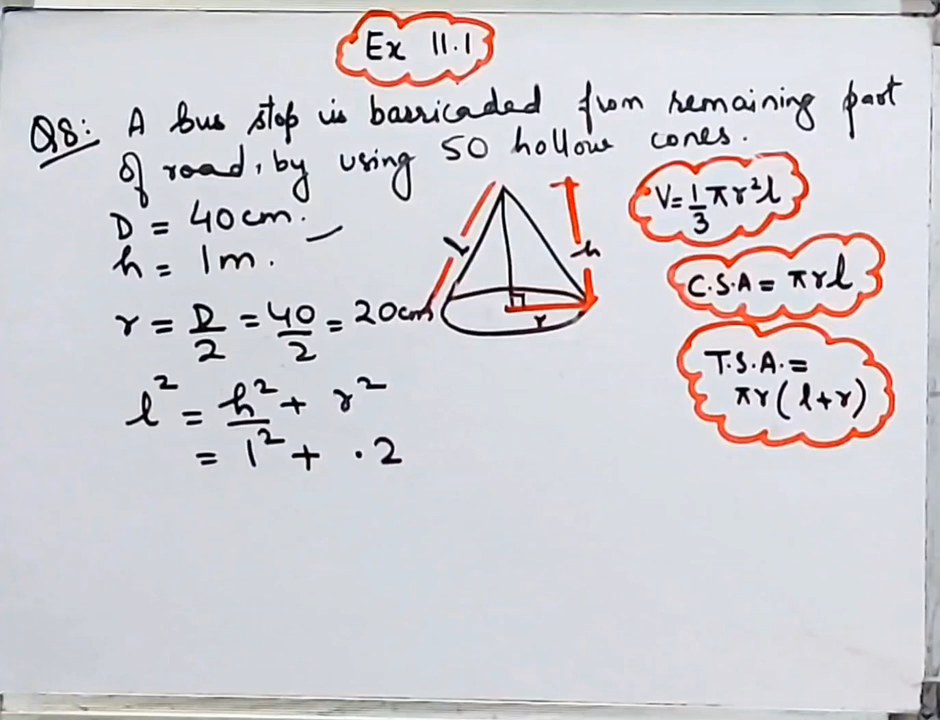 Ex 11.1
Q8: A bus stop is barricaded from remaining part
of road, by using 50 hollow cones.
D = 40cm.
h = 1m.
r = D/2 = 40/2 = 20cm
l² = h² + r²
= 1² + .2
l
h
r
V = 1/3 πr²l
C.S.A = πrl
T.S.A. =
πr(l+r)